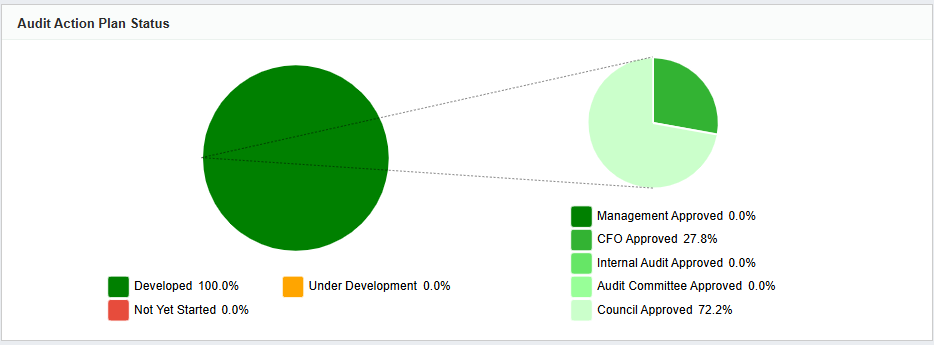 Audit Action Plan Status
Developed 100.0%
Under Development 0.0%
Not Yet Started 0.0%
Management Approved 0.0%
CFO Approved 27.8%
Internal Audit Approved 0.0%
Audit Committee Approved 0.0%
Council Approved 72.2%